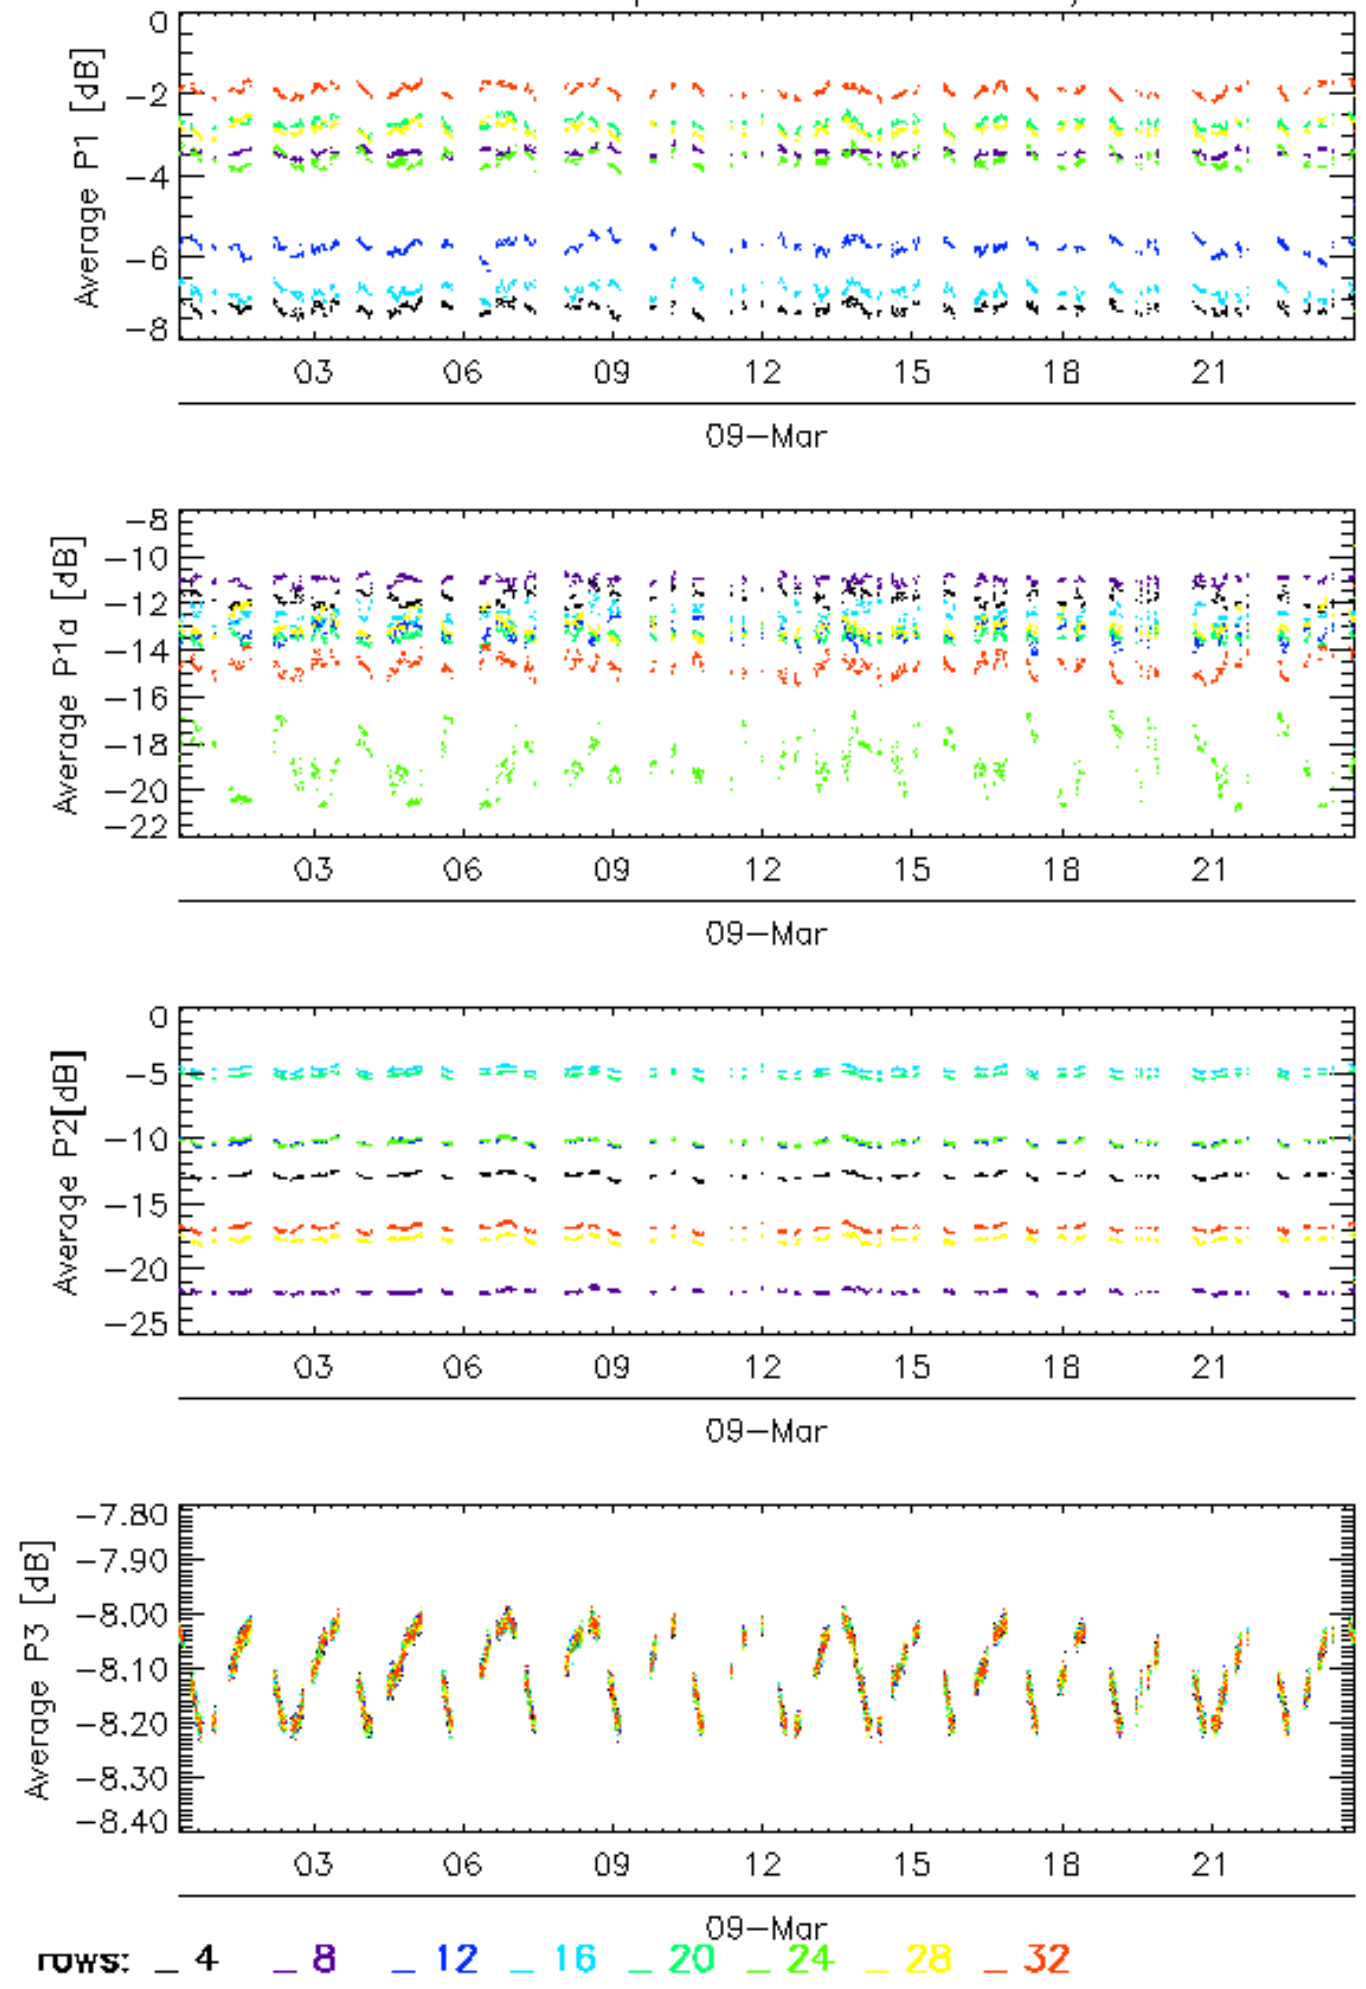 0
-2
-4
-6
-8
Average P1 [dB]
03 06 09 12 15 18 21
09-Mar
-8
-10
-12
-14
-16
-18
-20
-22
Average P1a [dB]
03 06 09 12 15 18 21
09-Mar
0
-5
-10
-15
-20
-25
Average P2[dB]
03 06 09 12 15 18 21
09-Mar
-7.80
-7.90
-8.00
-8.10
-8.20
-8.30
-8.40
Average P3 [dB]
03 06 09 12 15 18 21
09-Mar
rows: _ 4 _ 8 _ 12 _ 16 _ 20 _ 24 _ 28 _ 32